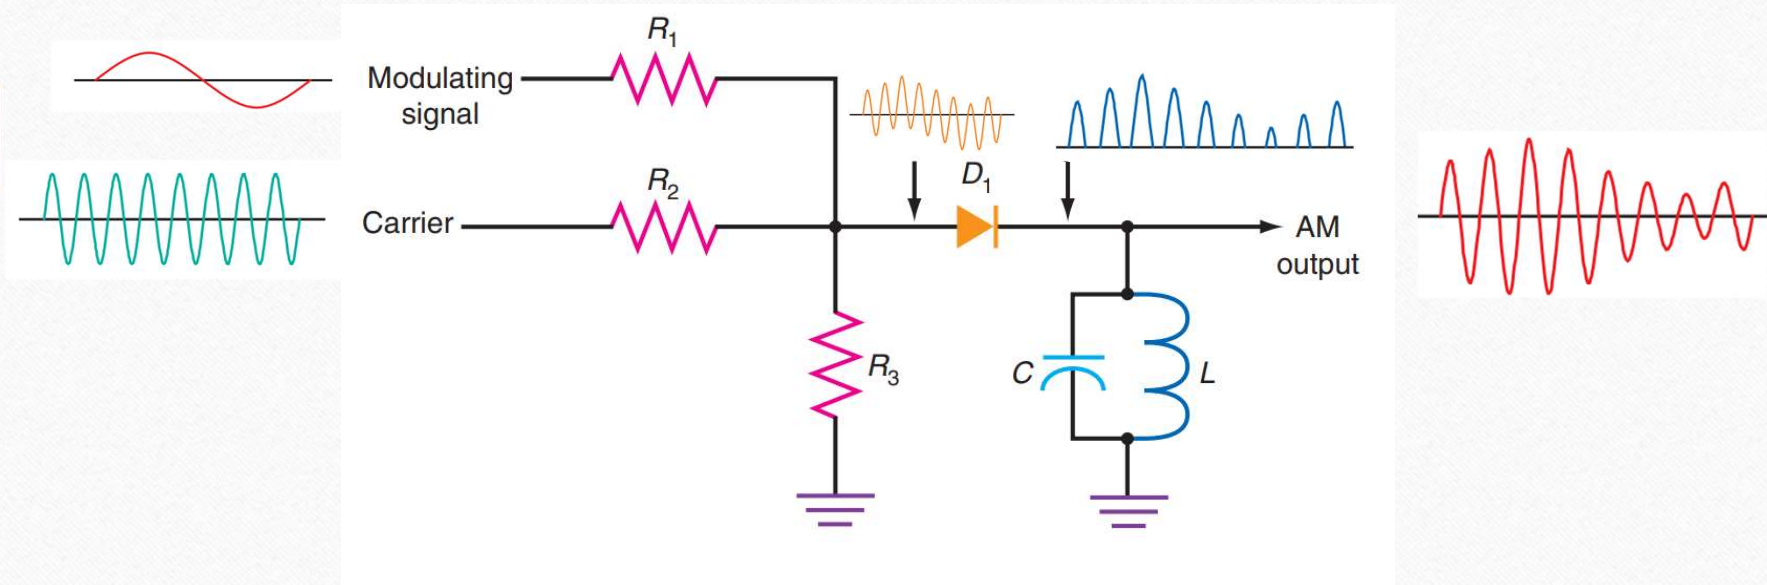 R1
Modulating
signal
D1
R2
Carrier
AM
output
R3
C
L